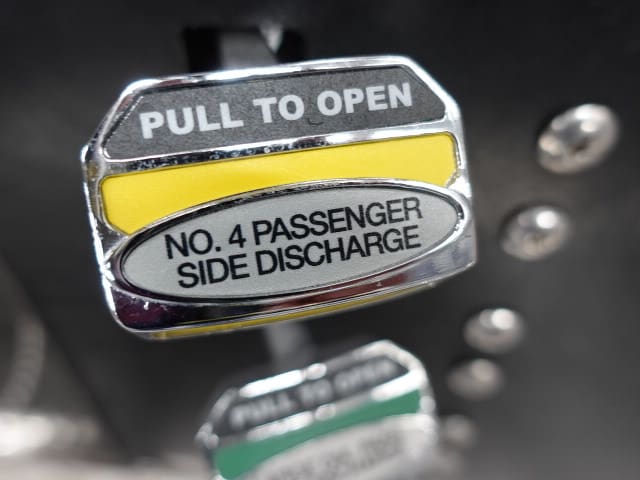 PULL TO OPEN
NO. 4 PASSENGER
SIDE DISCHARGE
PULL TO OPEN